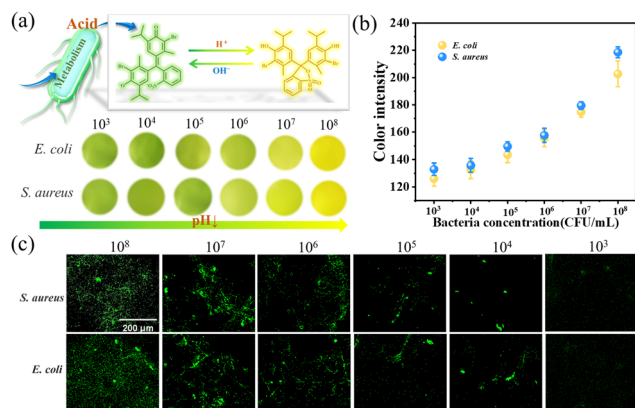 (a)
Acid
Metabolism
H⁺
OH⁻
10³ 10⁴ 10⁵ 10⁶ 10⁷ 10⁸
E. coli
S. aureus
pH↓
(b)
E. coli
S. aureus
Color intensity
220
200
180
160
140
120
10³ 10⁴ 10⁵ 10⁶ 10⁷ 10⁸
Bacteria concentration(CFU/mL)
(c)
10⁸ 10⁷ 10⁶ 10⁵ 10⁴ 10³
S. aureus
200 μm
E. coli